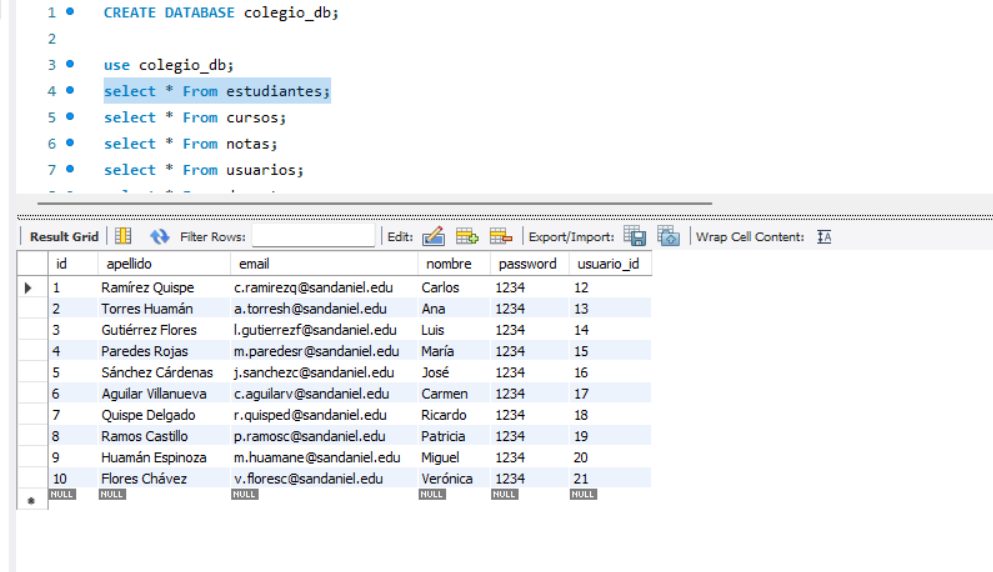 1 CREATE DATABASE colegio_db;
2
3 use colegio_db;
4 select * From estudiantes;
5 select * From cursos;
6 select * From notas;
7 select * From usuarios;
Result Grid Filter Rows: Edit: Export/Import: Wrap Cell Content: IA
id apellido email nombre password usuario_id
1 Ramírez Quispe c.ramirezq@sandaniel.edu Carlos 1234 12
2 Torres Huamán a.torresh@sandaniel.edu Ana 1234 13
3 Gutiérrez Flores l.gutierrezf@sandaniel.edu Luis 1234 14
4 Paredes Rojas m.paredesr@sandaniel.edu María 1234 15
5 Sánchez Cárdenas j.sanchezc@sandaniel.edu José 1234 16
6 Aguilar Villanueva c.aguilarv@sandaniel.edu Carmen 1234 17
7 Quispe Delgado r.quisped@sandaniel.edu Ricardo 1234 18
8 Ramos Castillo p.ramosc@sandaniel.edu Patricia 1234 19
9 Huamán Espinoza m.huamane@sandaniel.edu Miguel 1234 20
10 Flores Chávez v.floresc@sandaniel.edu Verónica 1234 21
NULL NULL NULL NULL NULL NULL